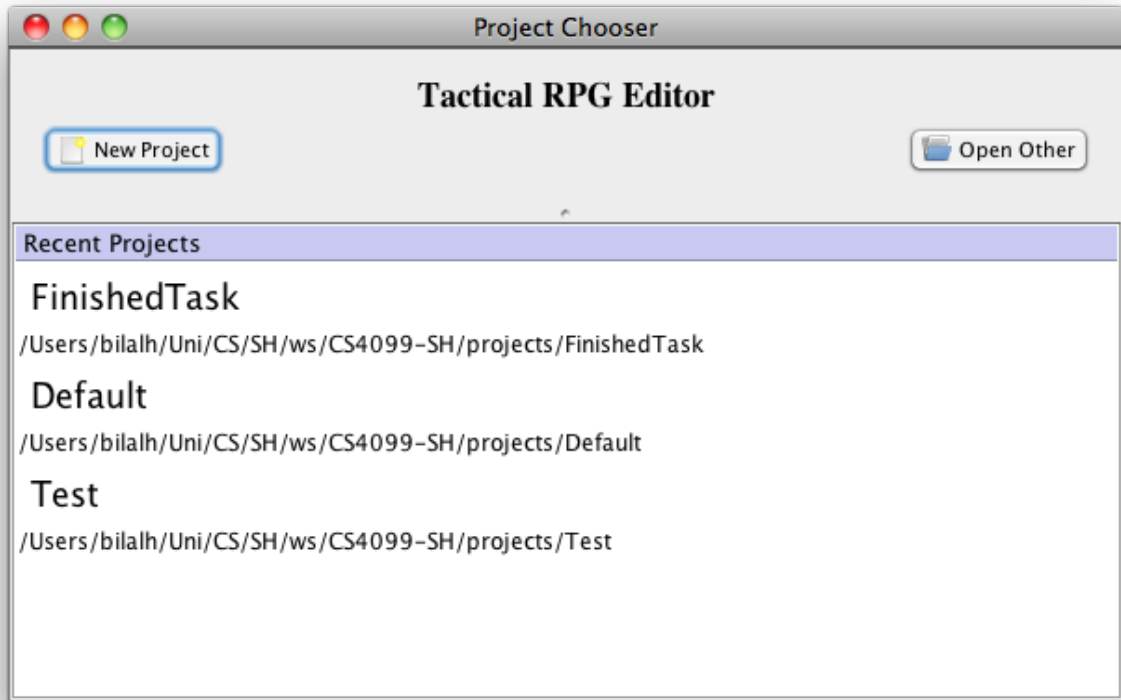 Project Chooser
Tactical RPG Editor
New Project
Open Other
Recent Projects
FinishedTask
/Users/bilalh/Uni/CS/SH/ws/CS4099-SH/projects/FinishedTask
Default
/Users/bilalh/Uni/CS/SH/ws/CS4099-SH/projects/Default
Test
/Users/bilalh/Uni/CS/SH/ws/CS4099-SH/projects/Test